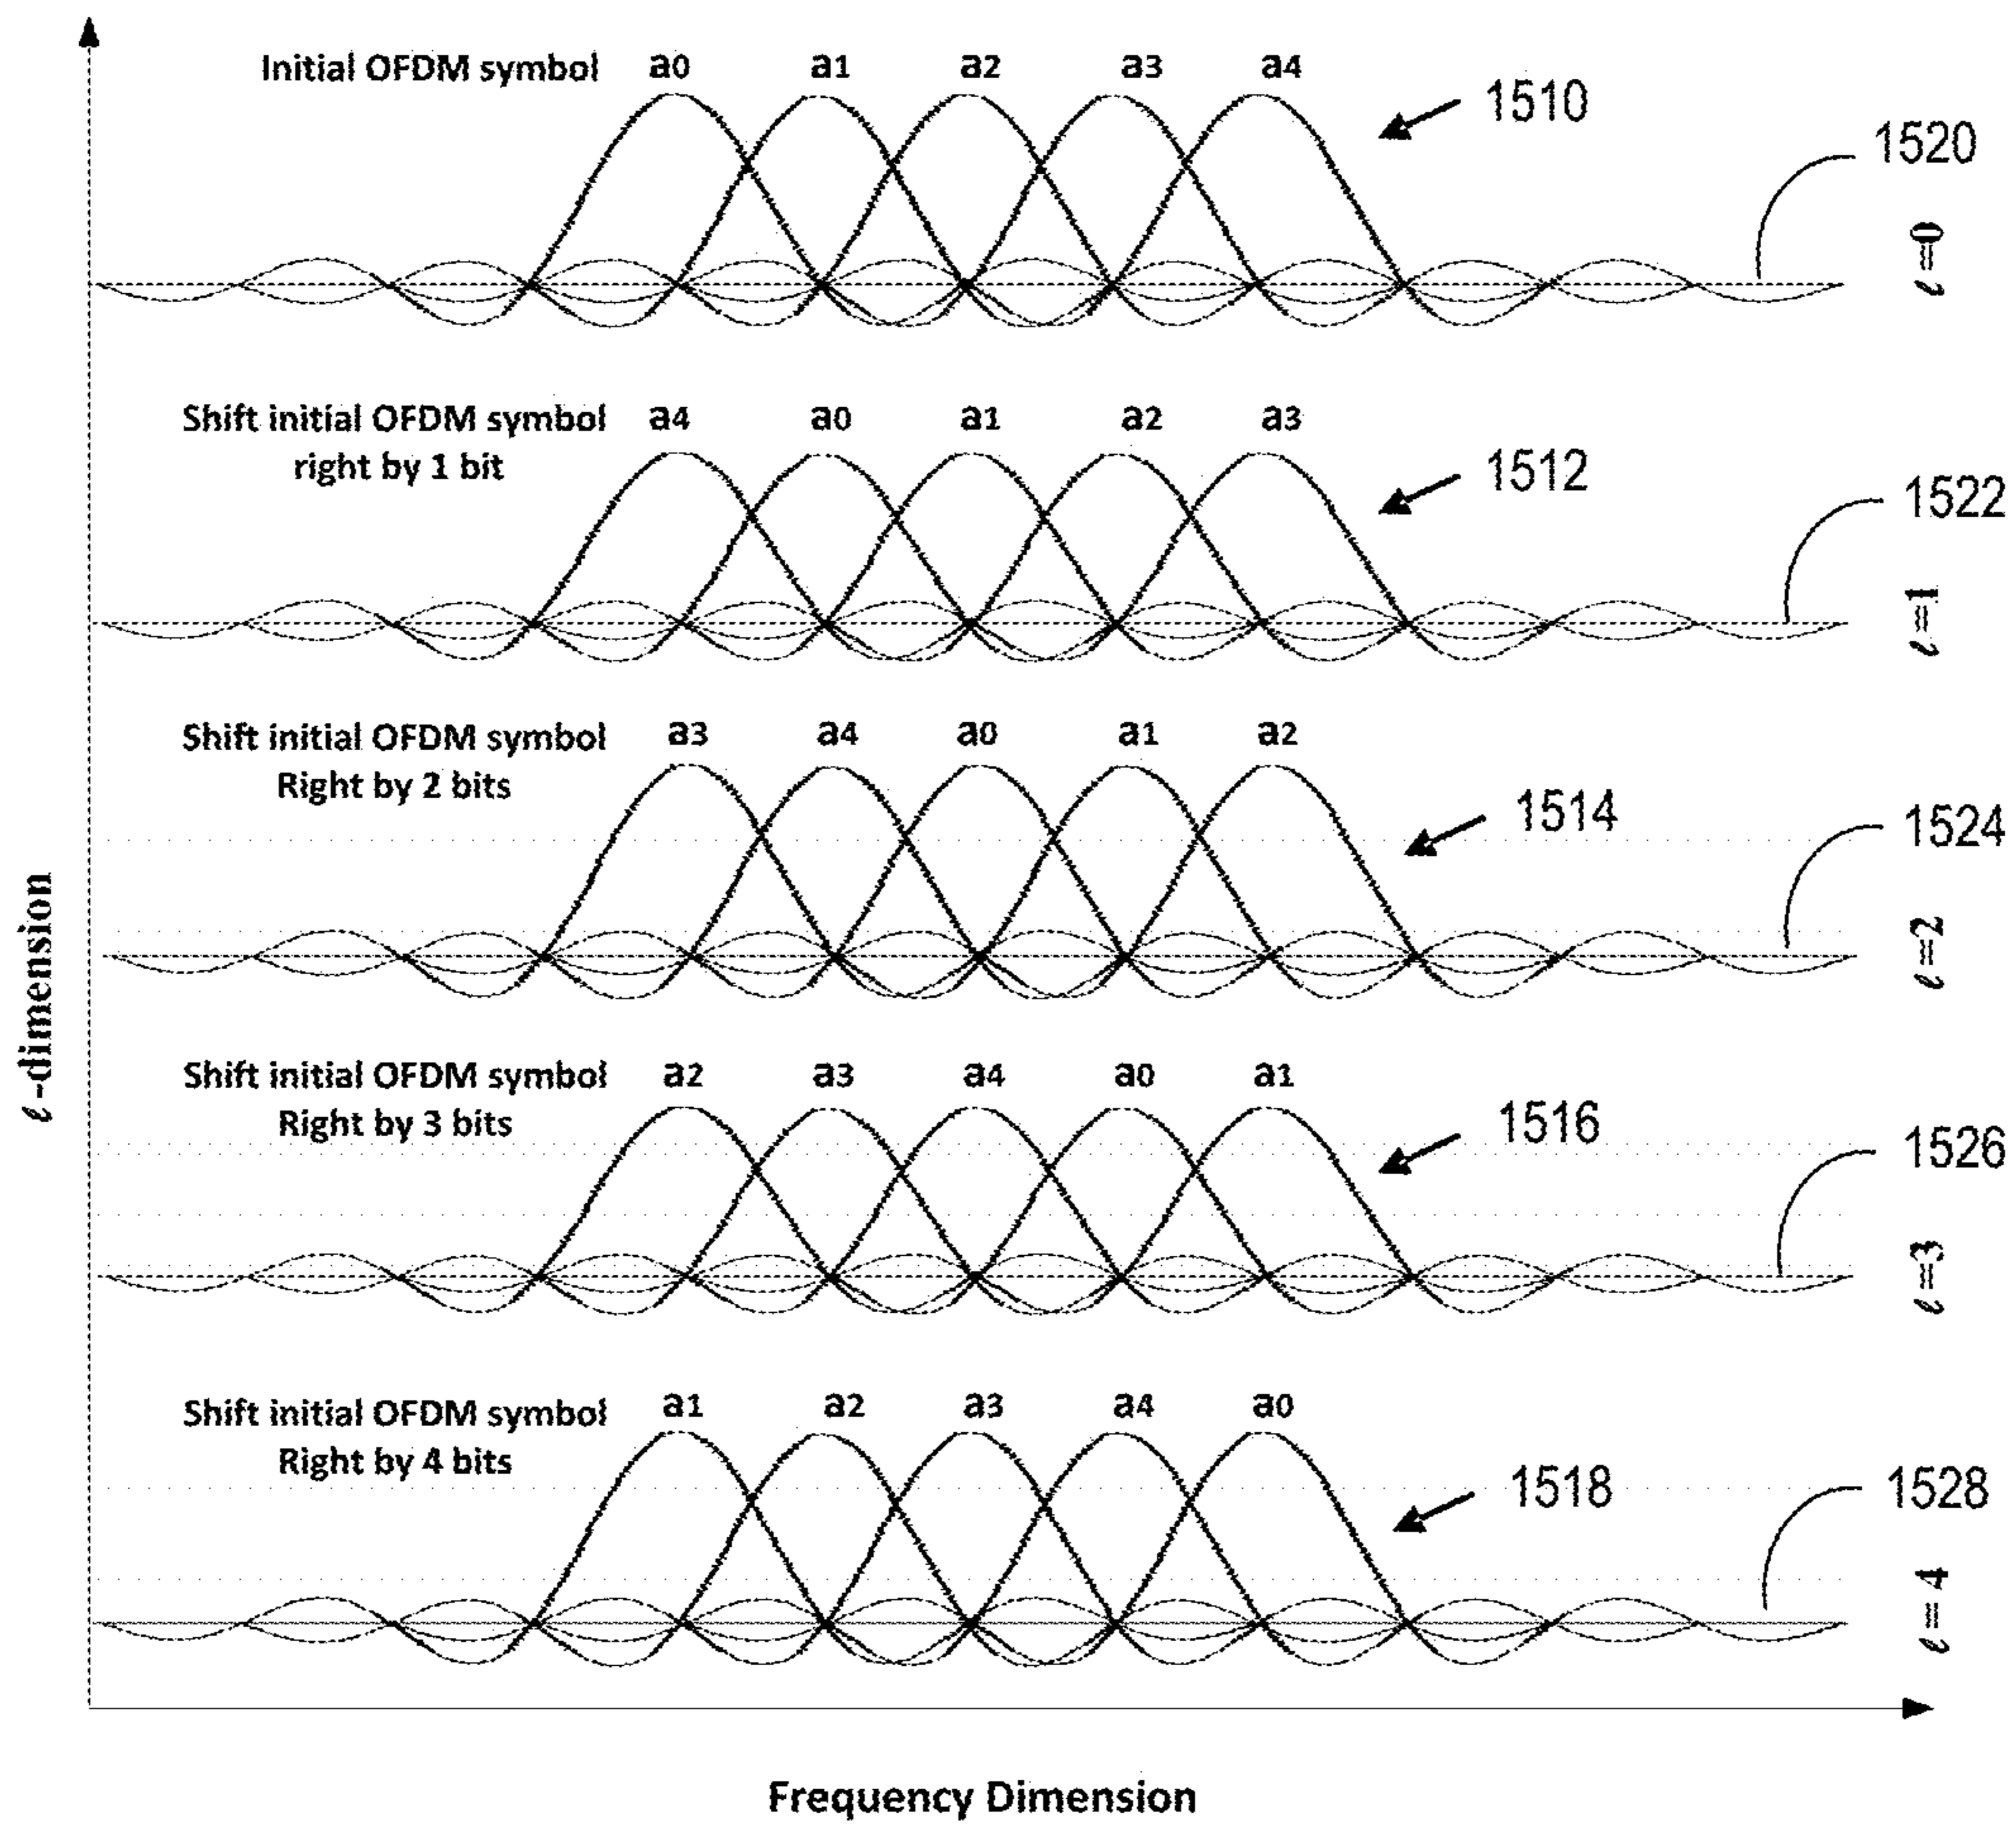 Initial OFDM symbol a0 a1 a2 a3 a4
1510
1520
ℓ=0
Shift initial OFDM symbol a4 a0 a1 a2 a3
right by 1 bit
1512
1522
ℓ=1
Shift initial OFDM symbol a3 a4 a0 a1 a2
Right by 2 bits
1514
1524
ℓ=2
Shift initial OFDM symbol a2 a3 a4 a0 a1
Right by 3 bits
1516
1526
ℓ=3
Shift initial OFDM symbol a1 a2 a3 a4 a0
Right by 4 bits
1518
1528
ℓ=4
ℓ-dimension
Frequency Dimension